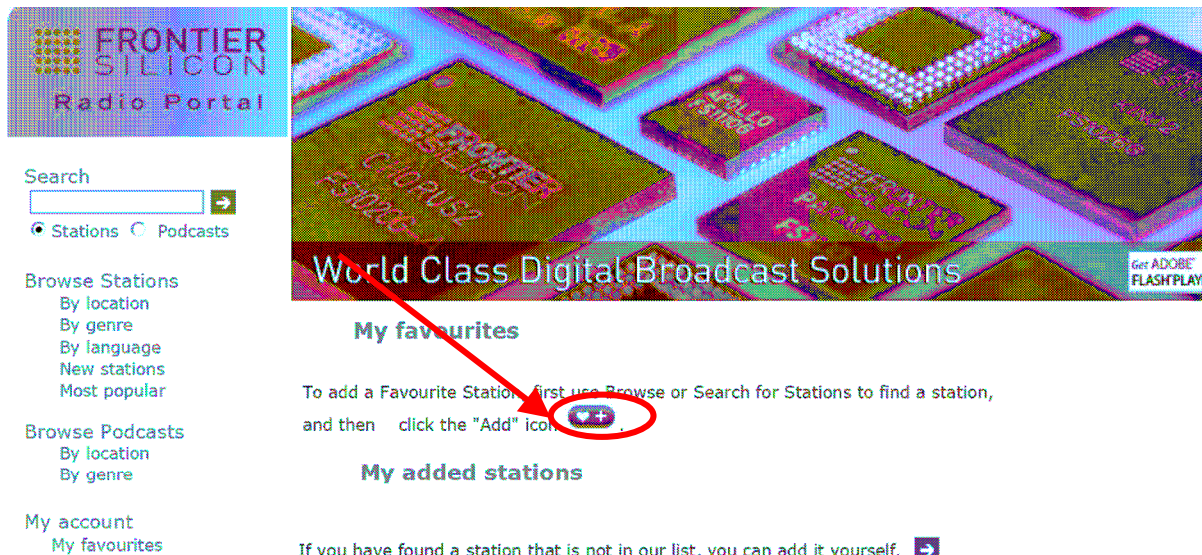 FRONTIER
SILICON
Radio Portal
Search
Stations Podcasts
Browse Stations
By location
By genre
By language
New stations
Most popular
Browse Podcasts
By location
By genre
My account
My favourites
APOLLO
FRONTIER
CHORUS2
World Class Digital Broadcast Solutions
Get ADOBE
FLASH PLAY
My favourites
To add a Favourite Station first use Browse or Search for Stations to find a station,
and then click the "Add" icon .
My added stations
If you have found a station that is not in our list, you can add it yourself.